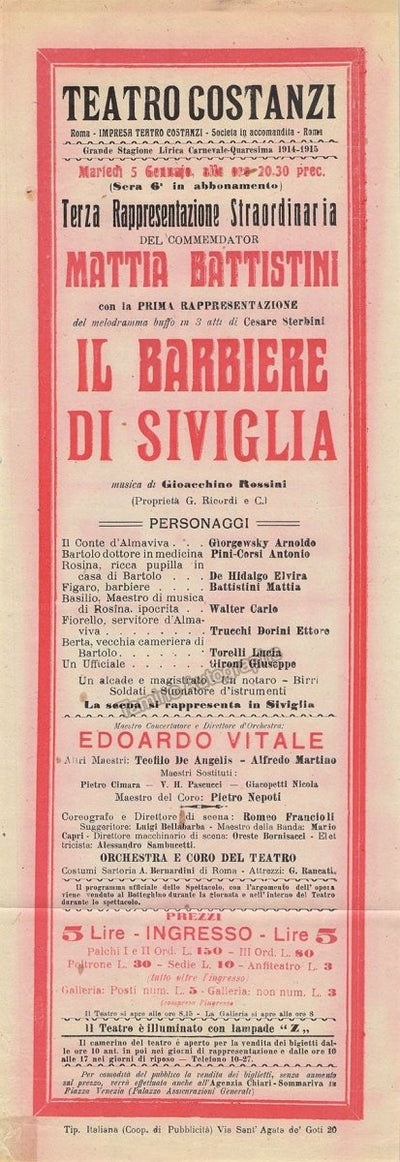 TEATRO COSTANZI
Roma - IMPRESA TEATRO COSTANZI - Società in accomandita - Roma
Grande Stagione Lirica Carnevale-Quaresima 1914-1915
Martedì 5 Gennaio, alle ore 20.30 prec.
(Sera 6ª in abbonamento)
Terza Rappresentazione Straordinaria
DEL COMMENDATOR
MATTIA BATTISTINI
con la PRIMA RAPPRESENTAZIONE
del melodramma buffo in 3 atti di Cesare Sterbini
IL BARBIERE
DI SIVIGLIA
musica di Gioacchino Rossini
(Proprietà G. Ricordi e C.)
PERSONAGGI
Il Conte d'Almaviva . . . Giorgewsky Arnoldo
Bartolo dottore in medicina Pini-Corsi Antonio
Rosina, ricca pupilla in
casa di Bartolo . . . De Hidalgo Elvira
Figaro, barbiere . . . . Battistini Mattia
Basilio, Maestro di musica
di Rosina, ipocrita . . Walter Carlo
Fiorello, servitore d'Alma-
viva . . . . . . . . Trucchi Dorini Ettore
Berta, vecchia cameriera di
Bartolo . . . . . . . Torelli Lucia
Un Ufficiale . . . . . . Gironi Giuseppe
Un alcade e magistrato - Un notaro - Birri
Soldati - Suonatore d'istrumenti
La scena si rappresenta in Siviglia
Maestro Concertatore e Direttore d'Orchestra:
EDOARDO VITALE
Altri Maestri: Teofilo De Angelis - Alfredo Martino
Maestri Sostituti:
Pietro Cimara - V. H. Pascucci - Giacopetti Nicola
Maestro del Coro: Pietro Nepoti
Coreografo e Direttore di scena: Romeo Francioli
Suggeritore: Luigi Bellabarba - Maestro della Banda: Mario
Capri - Direttore macchinario di scena: Oreste Bornisacci - Elet
tricista: Alessandro Sambucetti.
ORCHESTRA E CORO DEL TEATRO
Costumi Sartoria A. Bernardini di Roma - Attrezzi: G. Rancati.
Il programma ufficiale dello Spettacolo, con l'argomento dell'opera
viene venduto al Botteghino durante la giornata e nell'interno del Teatro
durante lo spettacolo.
PREZZI
5 Lire - INGRESSO - Lire 5
Palchi I e II Ord. L. 150 - III Ord. L. 80
Poltrone L. 30 - Sedie L. 10 - Anfiteatro L. 3
(tutto oltre l'ingresso)
Galleria: Posti num. L. 5 - Galleria: non num. L. 3
(compreso l'ingresso)
Il Teatro si apre alle ore 8,15 - La Galleria si apre alle ore 8
Il Teatro è illuminato con lampade "Z„
Il camerino del teatro è aperto per la vendita dei biglietti dal-
le ore 10 ant. in poi nei giorni di rappresentazione e dalle ore 10
alle 17 nei giorni di riposo - Telefono 10-27.
Per comodità del pubblico la vendita dei biglietti, senza aumento
sul prezzo, verrà effettuata anche all'Agenzia Chiari-Sommariva in
Piazza Venezia (Palazzo Assicurazioni Generali)
Tip. Italiana (Coop. di Pubblicità) Via Sant' Agata de' Goti 20